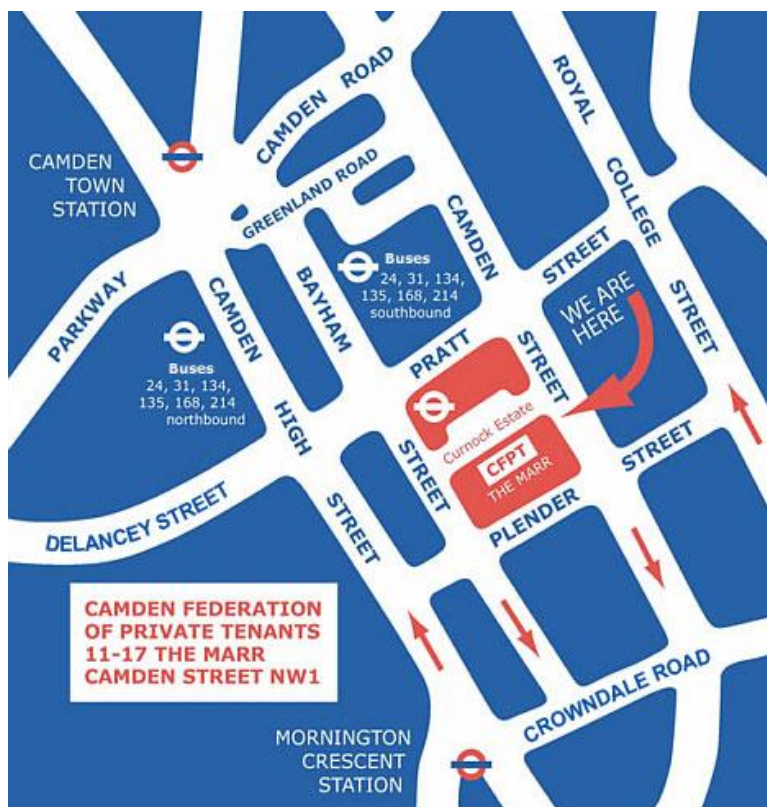 CAMDEN ROAD
ROYAL COLLEGE STREET
CAMDEN
TOWN
STATION
GREENLAND ROAD
CAMDEN STREET
PARKWAY
Buses
24, 31, 134,
135, 168, 214
southbound
BAYHAM STREET
PRATT STREET
WE ARE
HERE
CAMDEN HIGH STREET
Buses
24, 31, 134,
135, 168, 214
northbound
Curnock Estate
CFPT
THE MARR
PLENDER STREET
DELANCEY STREET
CAMDEN FEDERATION
OF PRIVATE TENANTS
11-17 THE MARR
CAMDEN STREET NW1
CROWNDALE ROAD
MORNINGTON
CRESCENT
STATION